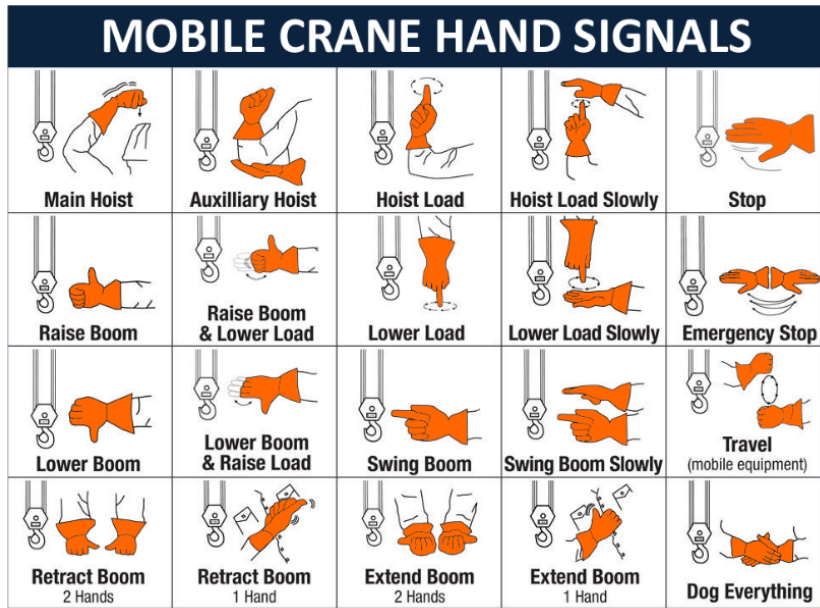 MOBILE CRANE HAND SIGNALS
Main Hoist
Auxilliary Hoist
Hoist Load
Hoist Load Slowly
Stop
Raise Boom
Raise Boom
& Lower Load
Lower Load
Lower Load Slowly
Emergency Stop
Lower Boom
Lower Boom
& Raise Load
Swing Boom
Swing Boom Slowly
Travel
(mobile equipment)
Retract Boom
2 Hands
Retract Boom
1 Hand
Extend Boom
2 Hands
Extend Boom
1 Hand
Dog Everything